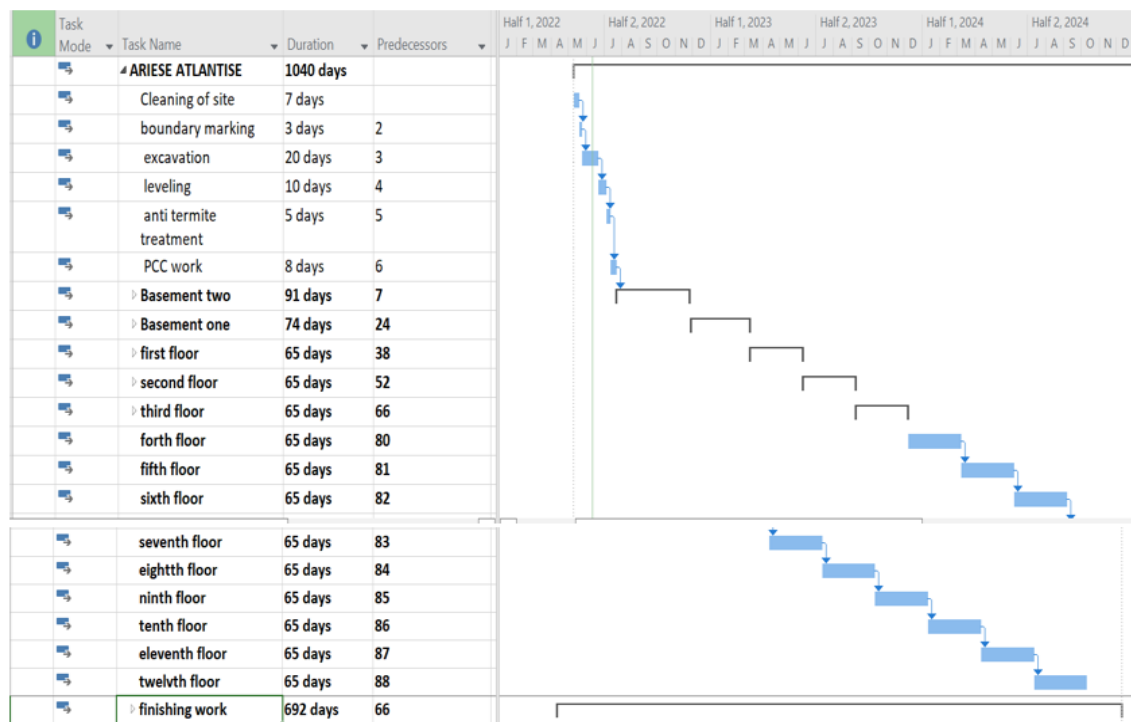 Task Mode Task Name Duration Predecessors
Half 1, 2022 Half 2, 2022 Half 1, 2023 Half 2, 2023 Half 1, 2024 Half 2, 2024
J F M A M J J A S O N D J F M A M J J A S O N D J F M A M J J A S O N D
ARIESE ATLANTISE 1040 days
Cleaning of site 7 days
boundary marking 3 days 2
excavation 20 days 3
leveling 10 days 4
anti termite treatment 5 days 5
PCC work 8 days 6
Basement two 91 days 7
Basement one 74 days 24
first floor 65 days 38
second floor 65 days 52
third floor 65 days 66
forth floor 65 days 80
fifth floor 65 days 81
sixth floor 65 days 82
seventh floor 65 days 83
eightth floor 65 days 84
ninth floor 65 days 85
tenth floor 65 days 86
eleventh floor 65 days 87
twelvth floor 65 days 88
finishing work 692 days 66